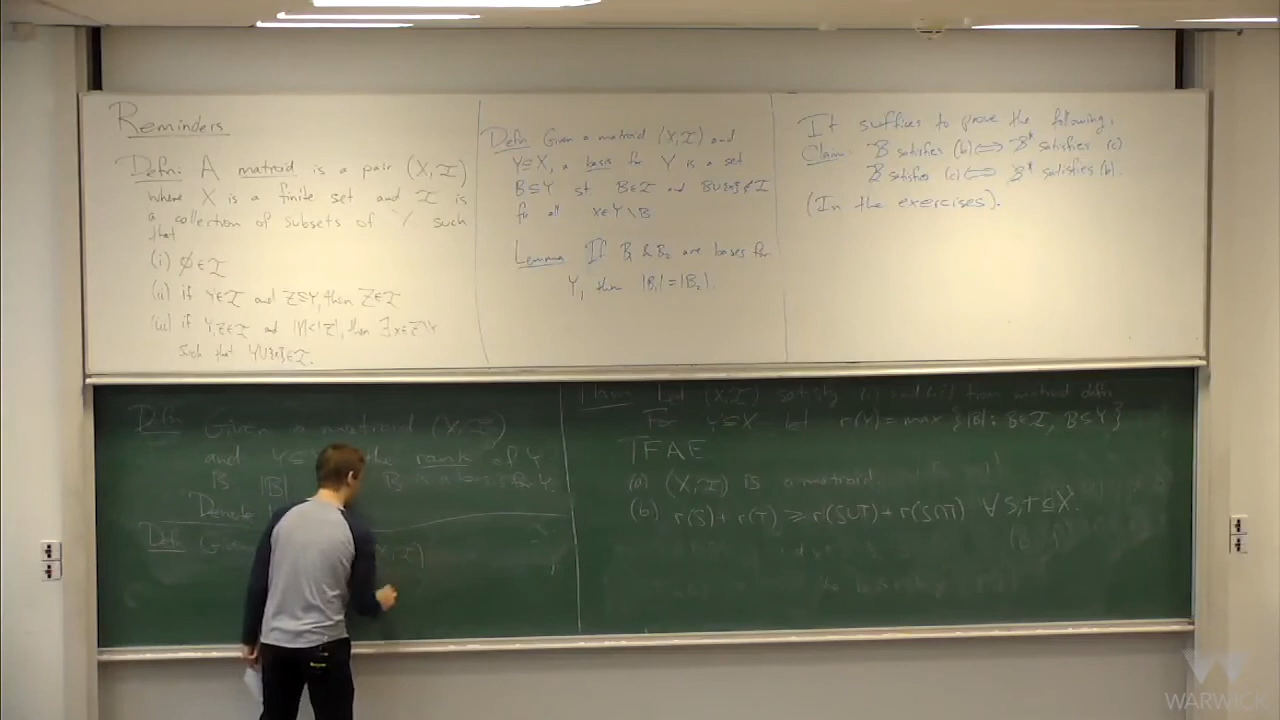 Reminders
Defn: A matroid is a pair (X, I)
where X is a finite set and I is
a collection of subsets of Y such
that
(i) ∅ ∈ I
(ii) if Y∈I and Z⊆Y, then Z∈I
(iii) if Y,Z∈I and |Y|<|Z|, then ∃x∈Z\Y
such that Y∪{x}∈I.
Defn Given a matroid (X, I) and
Y⊆X, a basis for Y is a set
B⊆Y st B∈I and B∪{x}∉I
for all x∈Y\B
Lemma If B₁ & B₂ are bases for
Y, then |B₁|=|B₂|.
It suffices to prove the following:
Claim: B satisfies (b) ⟺ B* satisfies (c)
B satisfies (c) ⟺ B* satisfies (b).
(In the exercises).
Defn Given a matroid (X, I)
and the rank of Y
B |B| B is a basis for Y.
Denote
Defn Given
Let (X, I) satisfy (i) and (ii) from matroid defn.
For Y⊆X let r(Y) = max {|B| : B∈I, B⊆Y}
TFAE
(a) (X, I) is a matroid.
(b) r(S) + r(T) ≥ r(S∪T) + r(S∩T) ∀ S,T ⊆ X.
WARWICK